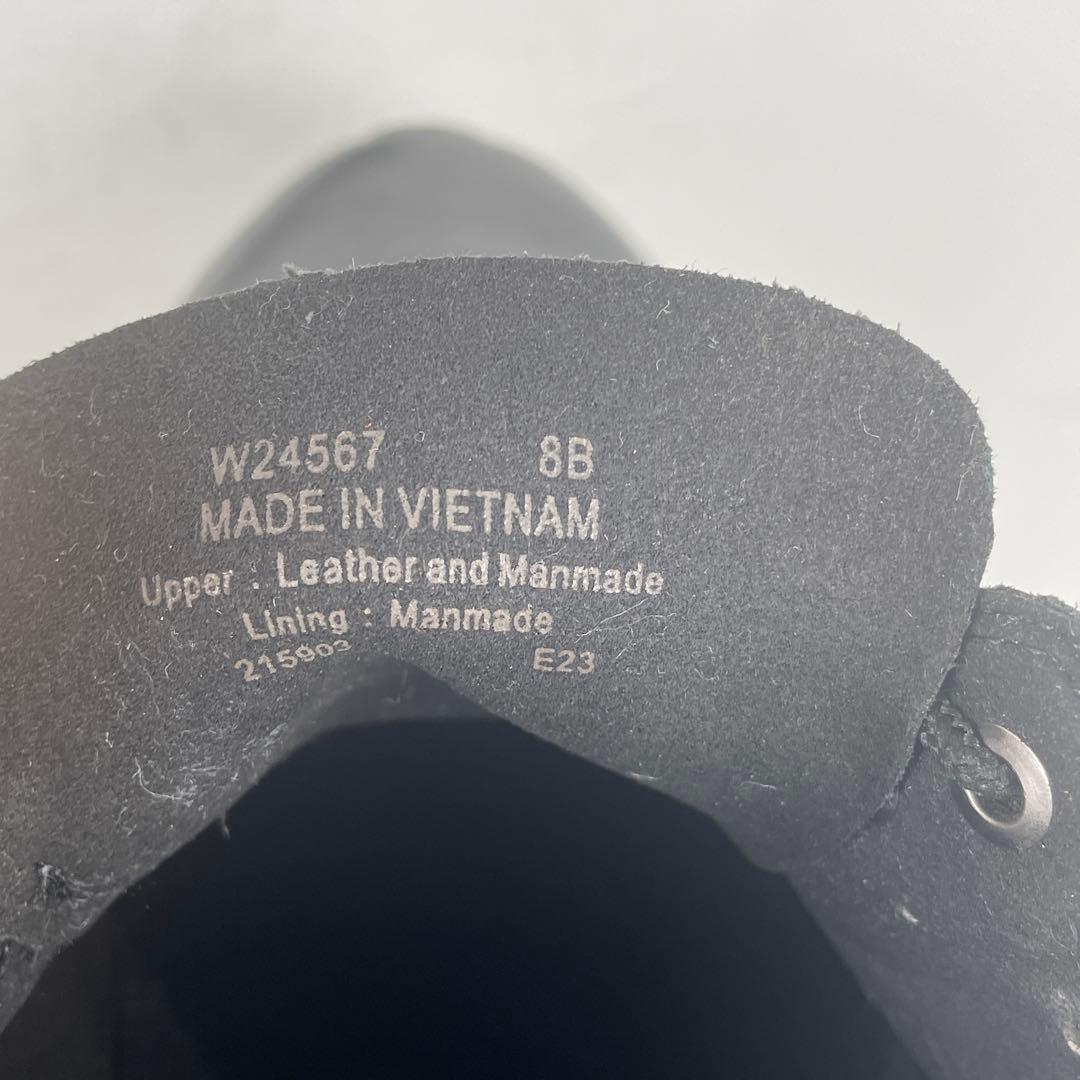 W24567 8B
MADE IN VIETNAM
Upper : Leather and Manmade
Lining : Manmade
215903 E23